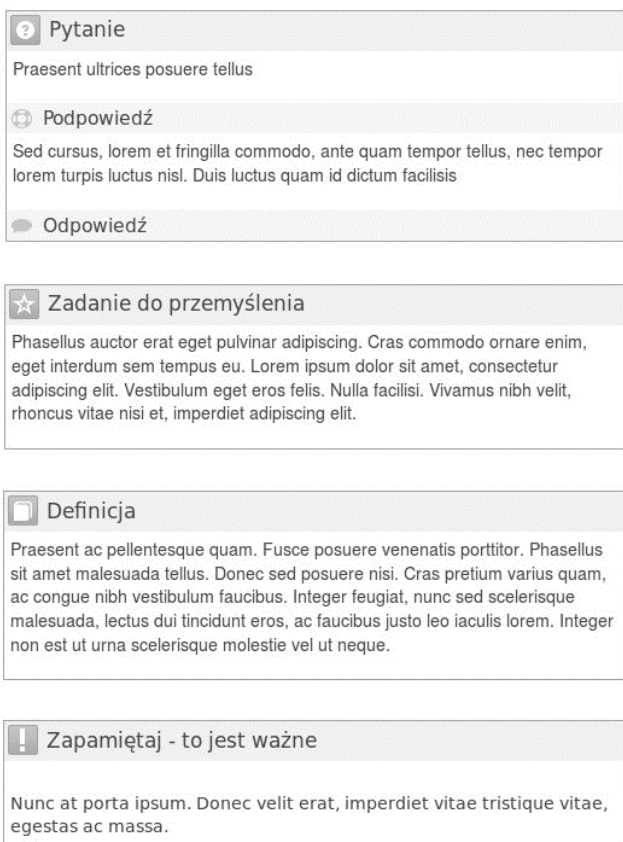 Pytanie
Praesent ultrices posuere tellus
Podpowiedź
Sed cursus, lorem et fringilla commodo, ante quam tempor tellus, nec tempor
lorem turpis luctus nisl. Duis luctus quam id dictum facilisis
Odpowiedź
Zadanie do przemyślenia
Phasellus auctor erat eget pulvinar adipiscing. Cras commodo ornare enim,
eget interdum sem tempus eu. Lorem ipsum dolor sit amet, consectetur
adipiscing elit. Vestibulum eget eros felis. Nulla facilisi. Vivamus nibh velit,
rhoncus vitae nisi et, imperdiet adipiscing elit.
Definicja
Praesent ac pellentesque quam. Fusce posuere venenatis porttitor. Phasellus
sit amet malesuada tellus. Donec sed posuere nisi. Cras pretium varius quam,
ac congue nibh vestibulum faucibus. Integer feugiat, nunc sed scelerisque
malesuada, lectus dui tincidunt eros, ac faucibus justo leo iaculis lorem. Integer
non est ut urna scelerisque molestie vel ut neque.
Zapamiętaj - to jest ważne
Nunc at porta ipsum. Donec velit erat, imperdiet vitae tristique vitae,
egestas ac massa.